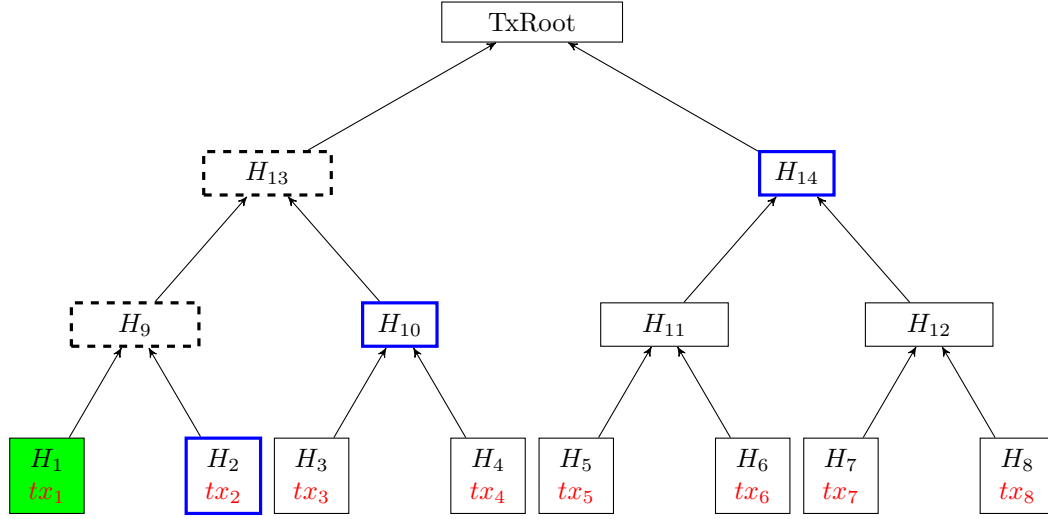 TxRoot
H₁₃
H₁₄
H₉
H₁₀
H₁₁
H₁₂
H₁
tx₁
H₂
tx₂
H₃
tx₃
H₄
tx₄
H₅
tx₅
H₆
tx₆
H₇
tx₇
H₈
tx₈